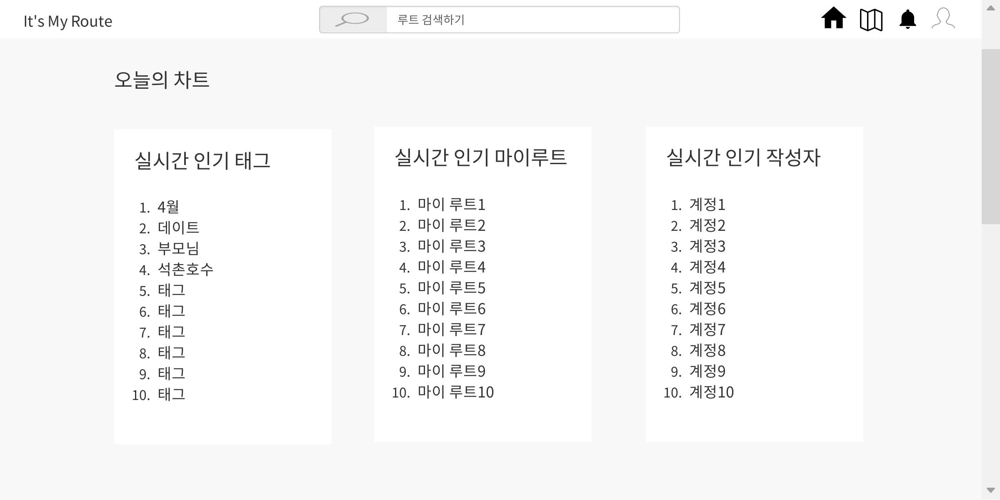 It's My Route
루트 검색하기
오늘의 차트
실시간 인기 태그
1. 4월
2. 데이트
3. 부모님
4. 석촌호수
5. 태그
6. 태그
7. 태그
8. 태그
9. 태그
10. 태그
실시간 인기 마이루트
1. 마이 루트1
2. 마이 루트2
3. 마이 루트3
4. 마이 루트4
5. 마이 루트5
6. 마이 루트6
7. 마이 루트7
8. 마이 루트8
9. 마이 루트9
10. 마이 루트10
실시간 인기 작성자
1. 계정1
2. 계정2
3. 계정3
4. 계정4
5. 계정5
6. 계정6
7. 계정7
8. 계정8
9. 계정9
10. 계정10